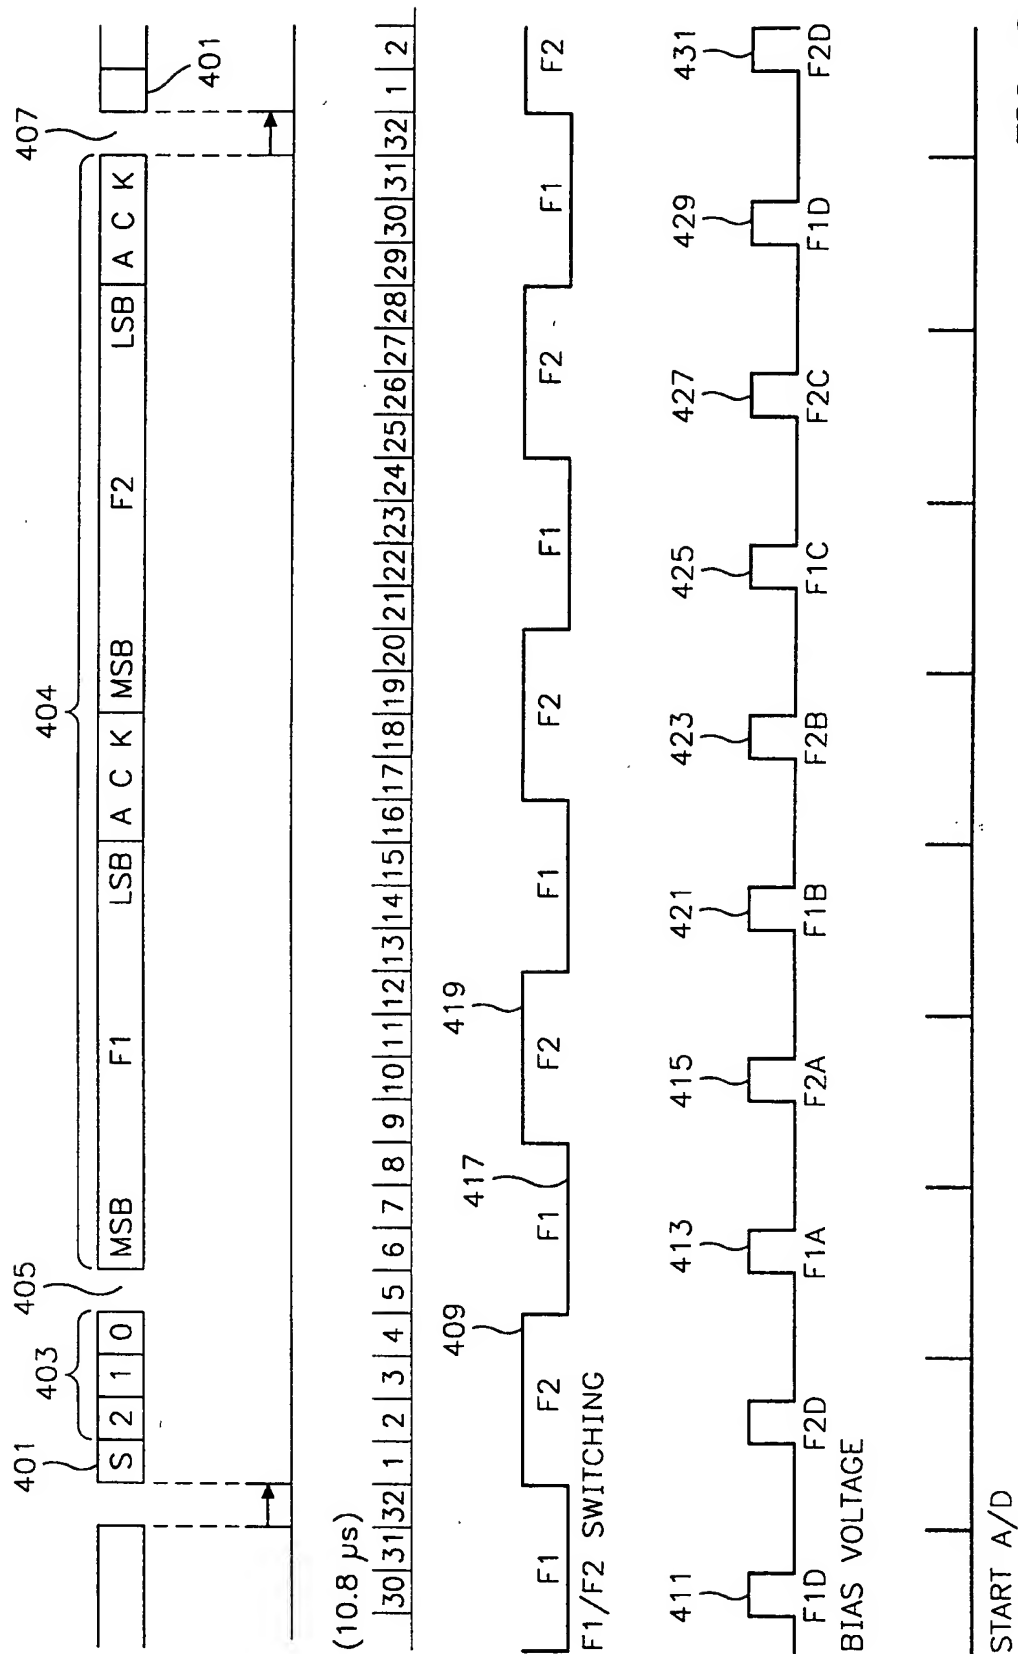 401 403 405 404 407
S 2 1 0 MSB F1 LSB A C K MSB F2 LSB A C K
401
(10.8 μs)
30 31 32 1 2 3 4 5 6 7 8 9 10 11 12 13 14 15 16 17 18 19 20 21 22 23 24 25 26 27 28 29 30 31 32 1 2
409 417 419
F1 F2 F1 F2 F1 F2 F1 F2 F1 F2
F1/F2 SWITCHING
411 413 415 421 423 425 427 429 431
F1D F2D F1A F2A F1B F2B F1C F2C F1D F2D
BIAS VOLTAGE
START A/D